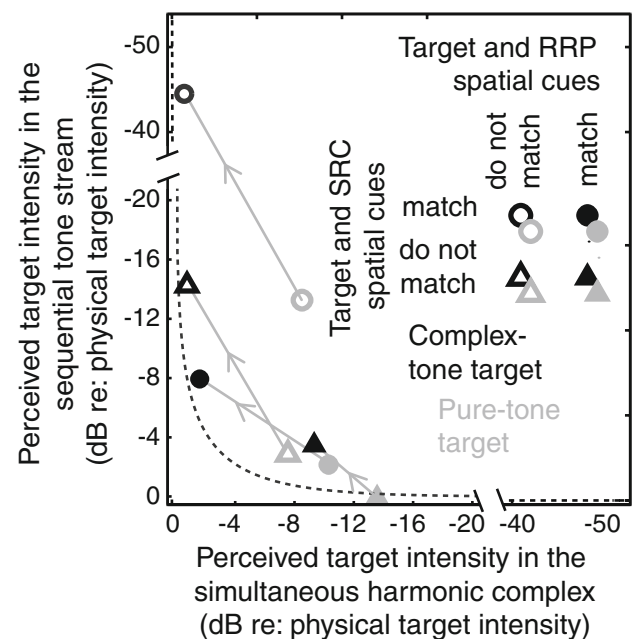 Perceived target intensity in the
sequential tone stream
(dB re: physical target intensity)
-50
-40
-20
-16
-12
-8
-4
0
Target and RRP
spatial cues
do not
match
match
Target and SRC
spatial cues
match
do not
match
Complex-
tone target
Pure-tone
target
0 -4 -8 -12 -16 -20 -40 -50
Perceived target intensity in the
simultaneous harmonic complex
(dB re: physical target intensity)